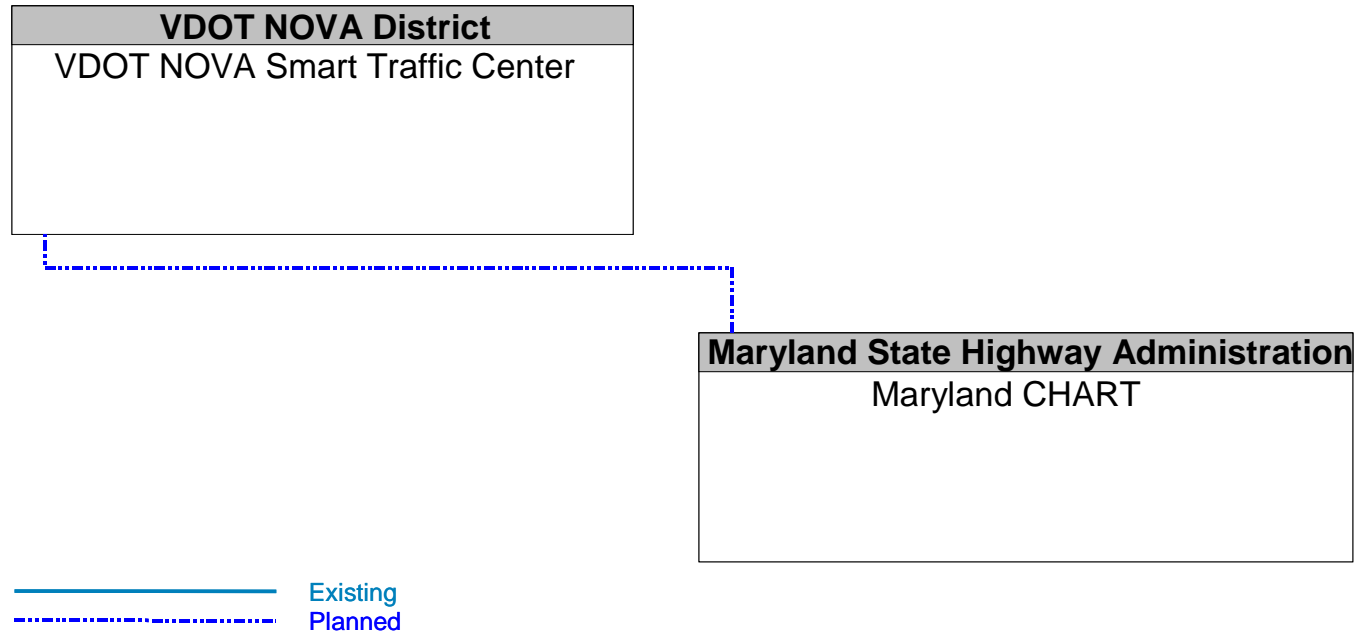 VDOT NOVA District
VDOT NOVA Smart Traffic Center
Maryland State Highway Administration
Maryland CHART
Existing
Planned